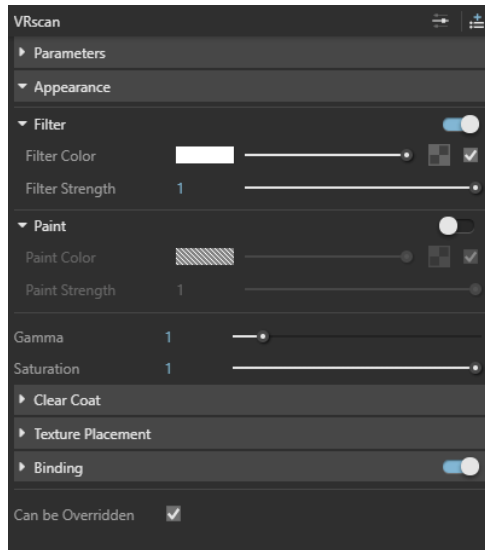 VRscan
Parameters
Appearance
Filter
Filter Color
Filter Strength 1
Paint
Paint Color
Paint Strength 1
Gamma 1
Saturation 1
Clear Coat
Texture Placement
Binding
Can be Overridden